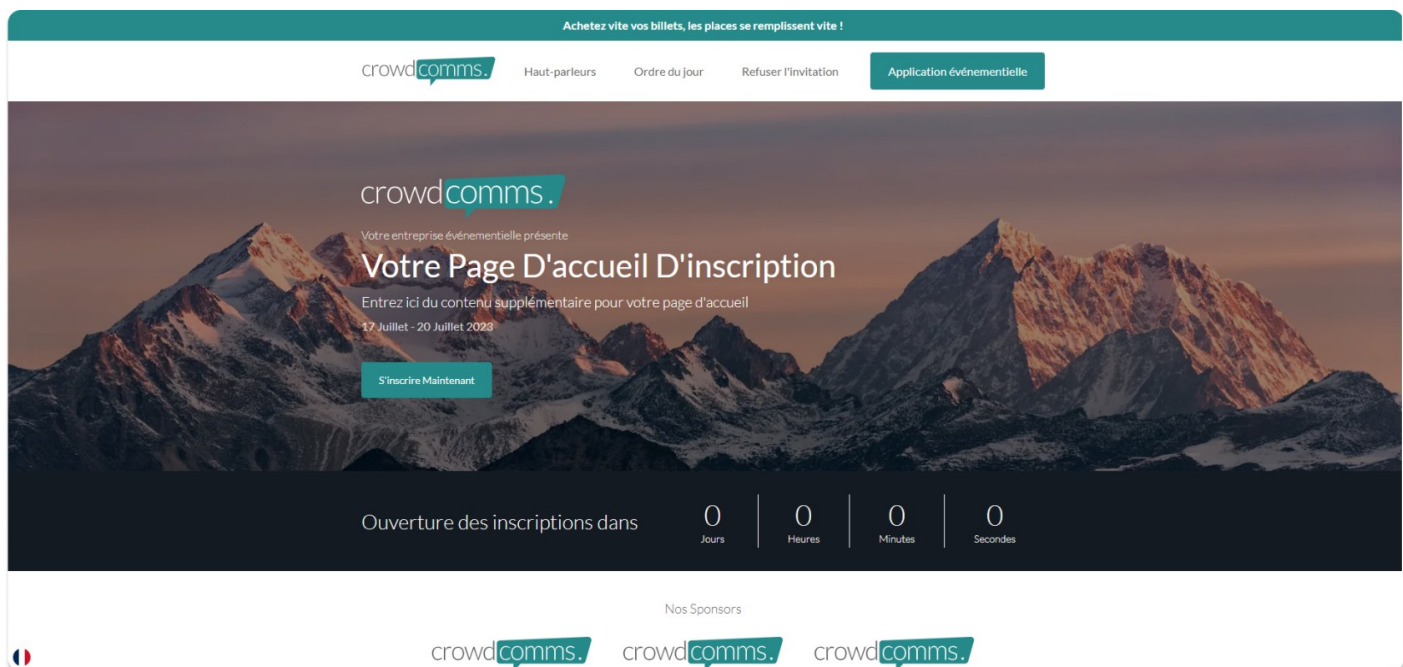 Achetez vite vos billets, les places se remplissent vite !
crowdcomms.
Haut-parleurs
Ordre du jour
Refuser l'invitation
Application événementielle
crowdcomms.
Votre entreprise événementielle présente
Votre Page D'accueil D'inscription
Entrez ici du contenu supplémentaire pour votre page d'accueil
17 Juillet - 20 Juillet 2023
S'inscrire Maintenant
Ouverture des inscriptions dans
0
Jours
0
Heures
0
Minutes
0
Secondes
Nos Sponsors
crowdcomms.
crowdcomms.
crowdcomms.